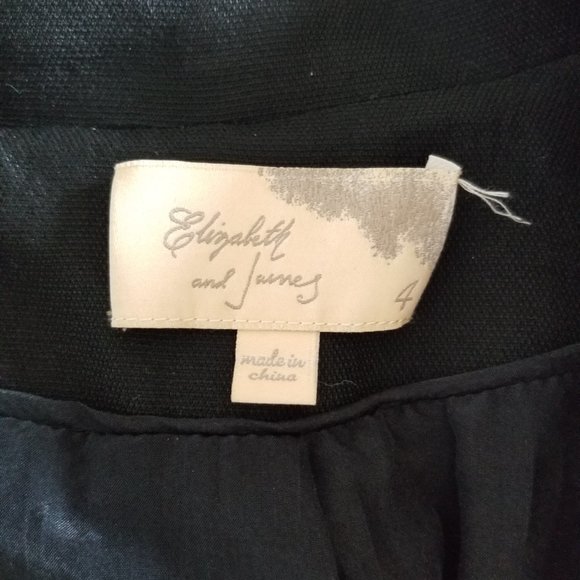 Elizabeth
and James
4
made in
china